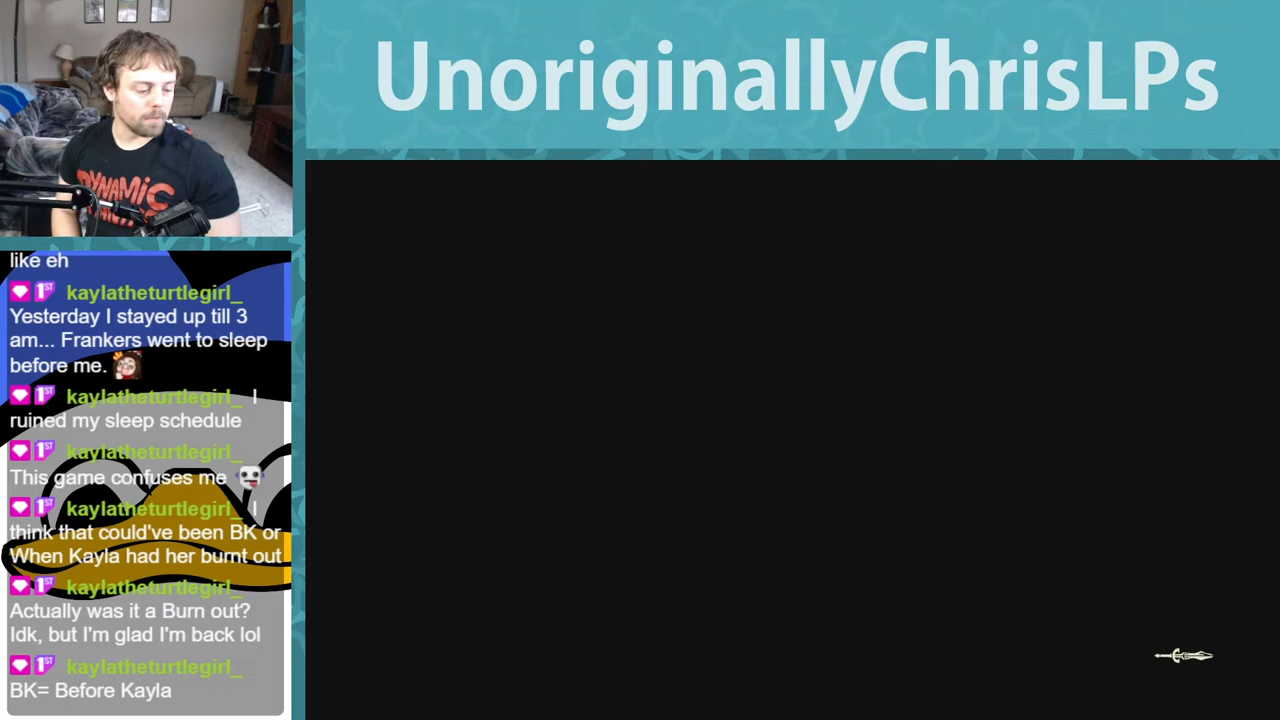 UnoriginallyChrisLPs
DYNAMIC
like eh
kaylatheturtlegirl_
Yesterday I stayed up till 3
am... Frankers went to sleep
before me.
kaylatheturtlegirl_ I
ruined my sleep schedule
kaylatheturtlegirl_
This game confuses me
kaylatheturtlegirl_ I
think that could've been BK or
When Kayla had her burnt out
kaylatheturtlegirl_
Actually was it a Burn out?
Idk, but I'm glad I'm back lol
kaylatheturtlegirl_
BK= Before Kayla